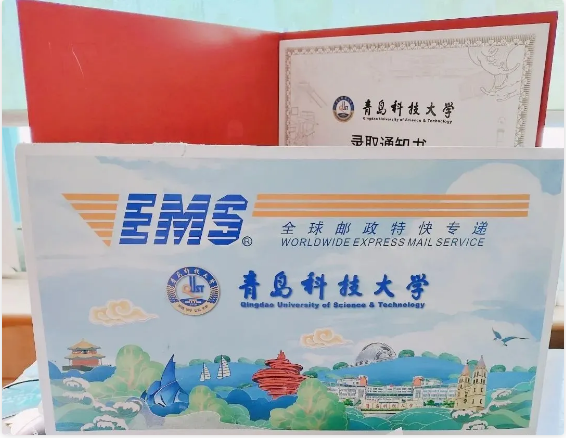 青岛科技大学
Qingdao University of Science & Technology
录取通知书
EMS®
全球邮政特快专递
WORLDWIDE EXPRESS MAIL SERVICE
青岛科技大学
Qingdao University of Science & Technology